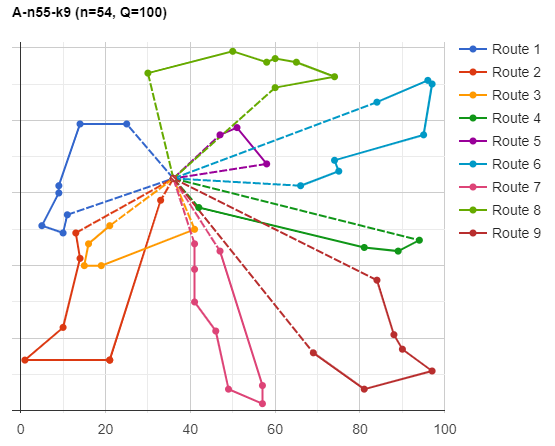 A-n55-k9 (n=54, Q=100)
Route 1
Route 2
Route 3
Route 4
Route 5
Route 6
Route 7
Route 8
Route 9
0 20 40 60 80 100